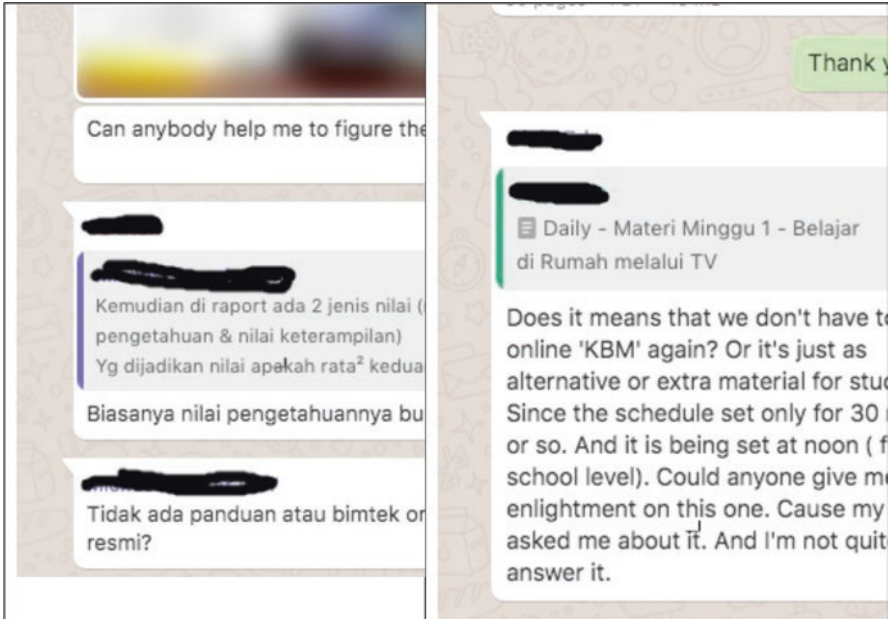 Can anybody help me to figure the
Kemudian di raport ada 2 jenis nilai (
pengetahuan & nilai keterampilan)
Yg dijadikan nilai apakah rata² kedua
Biasanya nilai pengetahuannya bu
Tidak ada panduan atau bimtek or
resmi?
Thank y
Daily - Materi Minggu 1 - Belajar
di Rumah melalui TV
Does it means that we don't have to
online 'KBM' again? Or it's just as
alternative or extra material for stud
Since the schedule set only for 30
or so. And it is being set at noon ( f
school level). Could anyone give me
enlightment on this one. Cause my
asked me about it. And I'm not quite
answer it.